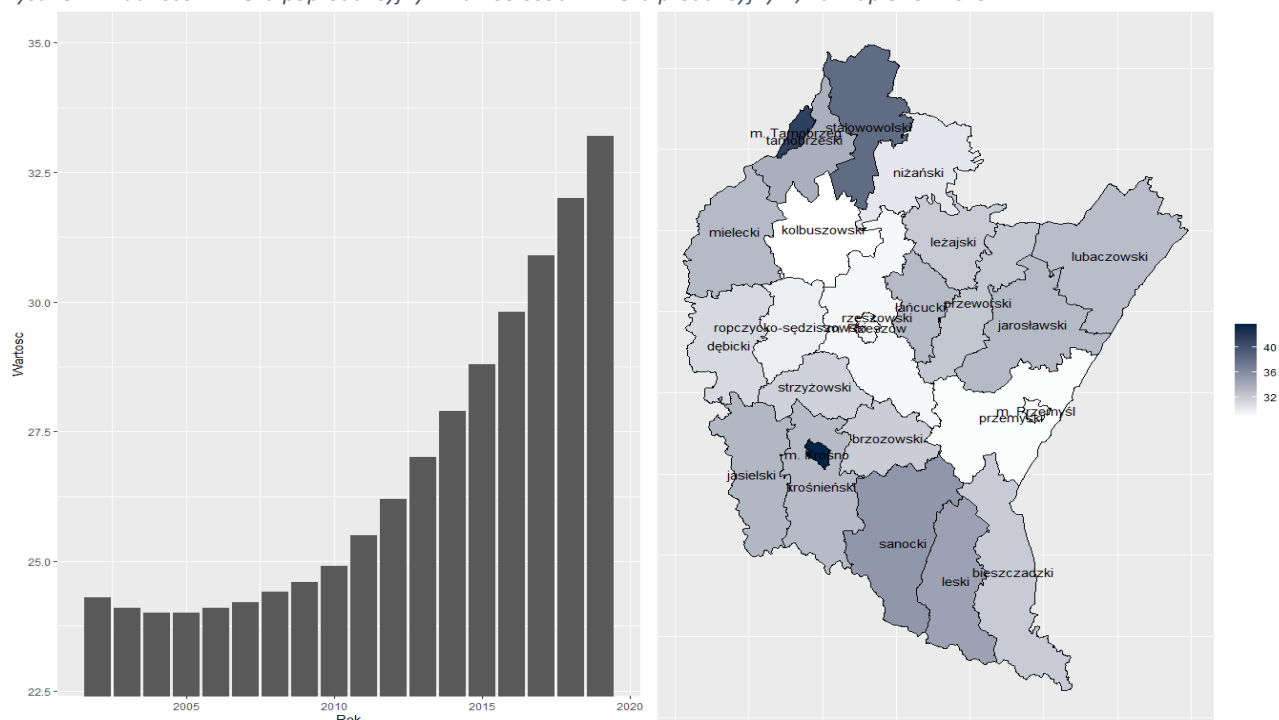 35.0
32.5
30.0
27.5
25.0
22.5
Wartosc
2005
2010
2015
2020
Rok
stalowowolski
m. Tarnobrzeg
tarnobrzeski
niżański
mielecki
kolbuszowski
leżajski
lubaczowski
łańcucki
przeworski
rzeszowski
m. Rzeszów
ropczycko-sędziszowski
jarosławski
dębicki
strzyżowski
m. Przemyśl
przemyski
brzozowski
m. Krosno
jasielski
krośnieński
sanocki
leski
bieszczadzki
40
36
32